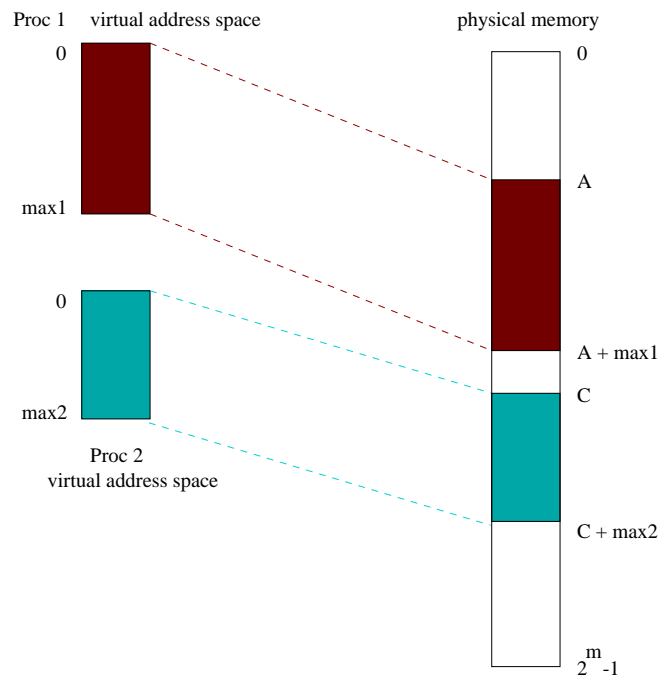 Proc 1 virtual address space
0
max1
0
max2
Proc 2
virtual address space
physical memory
0
A
A + max1
C
C + max2
2^m -1